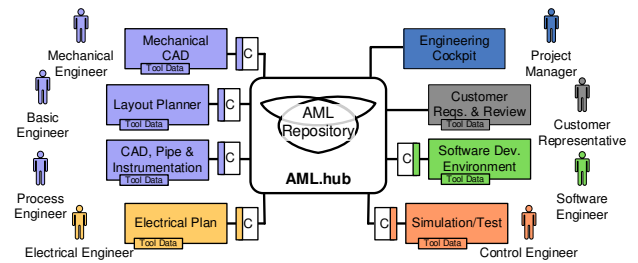 Mechanical
Engineer
Mechanical
CAD
Tool Data
C
Basic
Engineer
Layout Planner
Tool Data
C
Process
Engineer
CAD, Pipe &
Instrumentation
Tool Data
C
Electrical Engineer
Electrical Plan
Tool Data
C
AML
Repository
AML.hub
Engineering
Cockpit
Project
Manager
Customer
Reqs. & Review
Tool Data
Customer
Representative
C
Software Dev.
Environment
Tool Data
Software
Engineer
C
Simulation/Test
Tool Data
Control Engineer